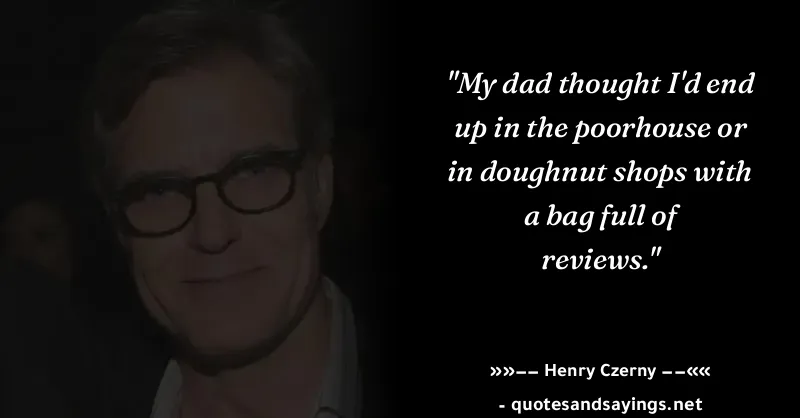 "My dad thought I'd end
up in the poorhouse or
in doughnut shops with
a bag full of
reviews."
»»−− Henry Czerny −−««
- quotesandsayings.net